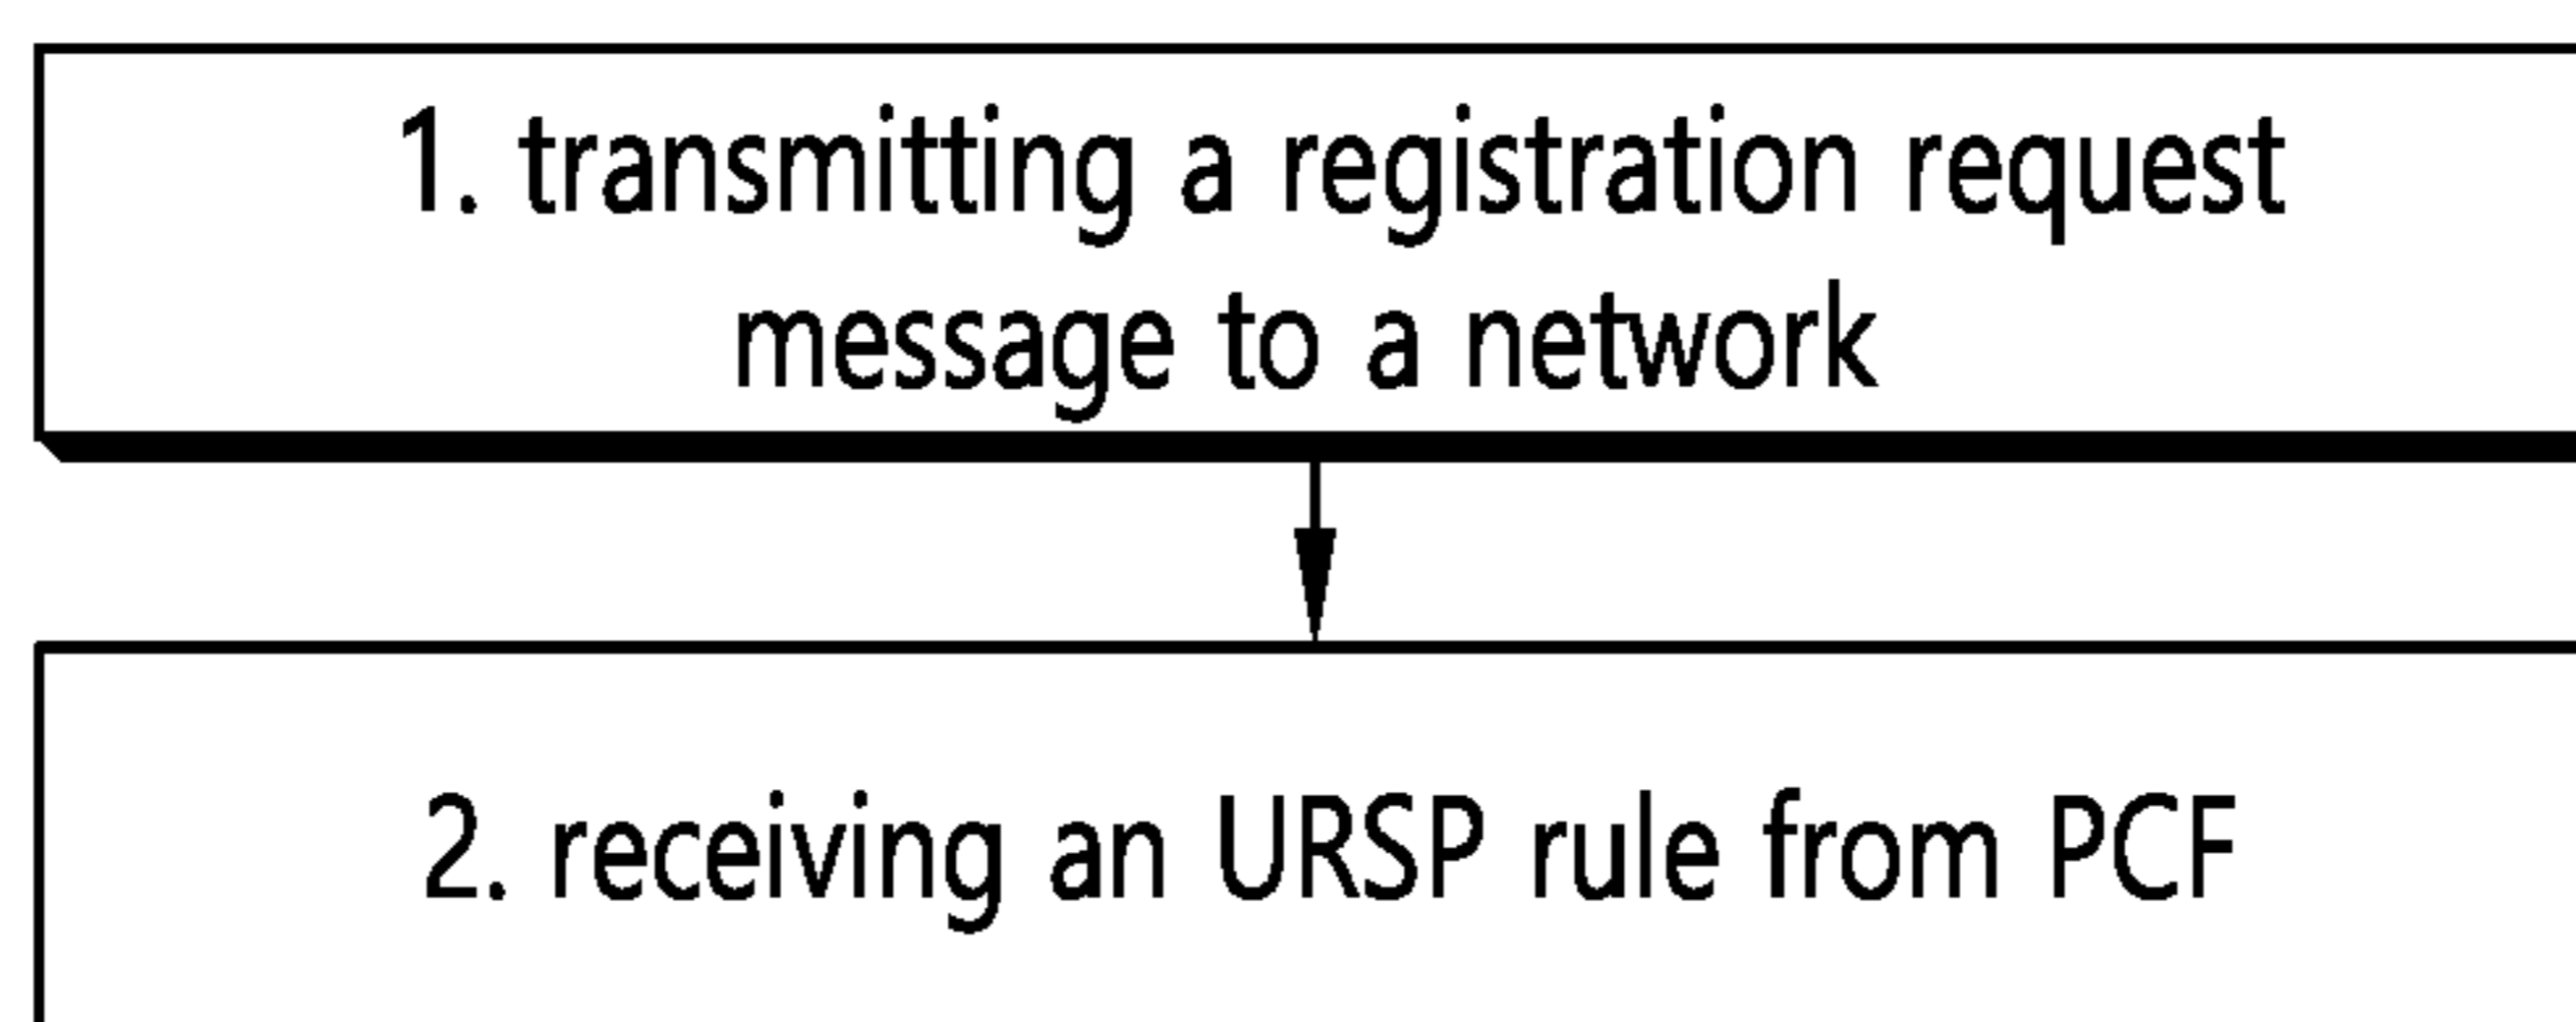 1. transmitting a registration request
message to a network
2. receiving an URSP rule from PCF